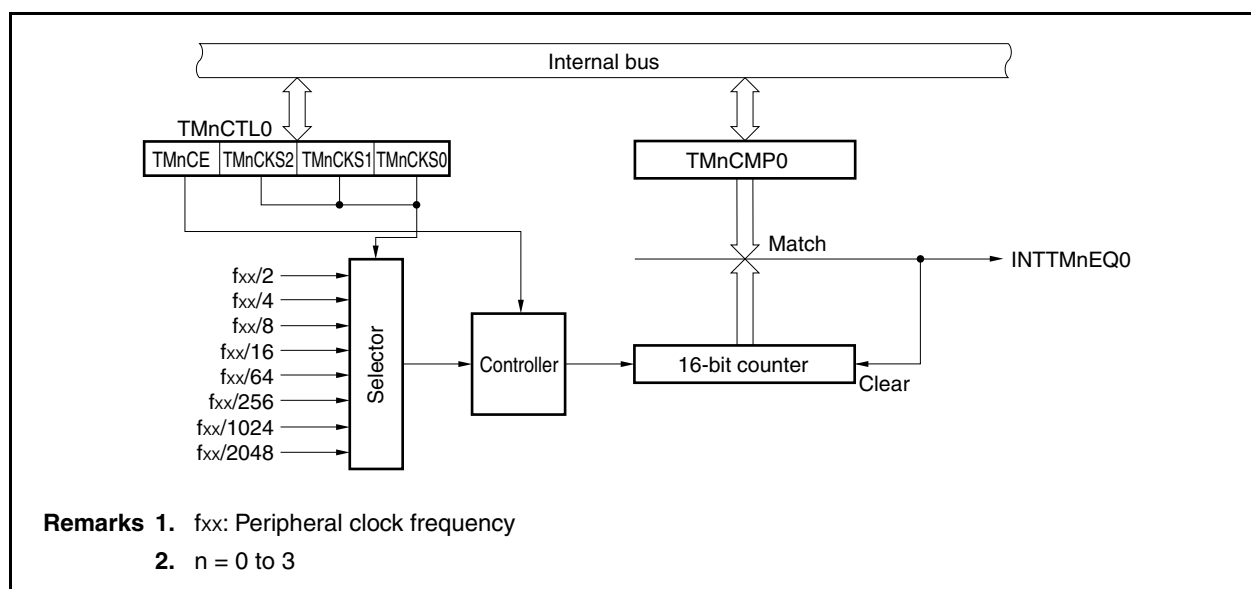 Internal bus
TMnCTL0
TMnCE TMnCKS2 TMnCKS1 TMnCKS0
TMnCMP0
Match
INTTMnEQ0
fxx/2
fxx/4
fxx/8
fxx/16
fxx/64
fxx/256
fxx/1024
fxx/2048
Selector
Controller
16-bit counter
Clear
Remarks 1. fxx: Peripheral clock frequency
2. n = 0 to 3